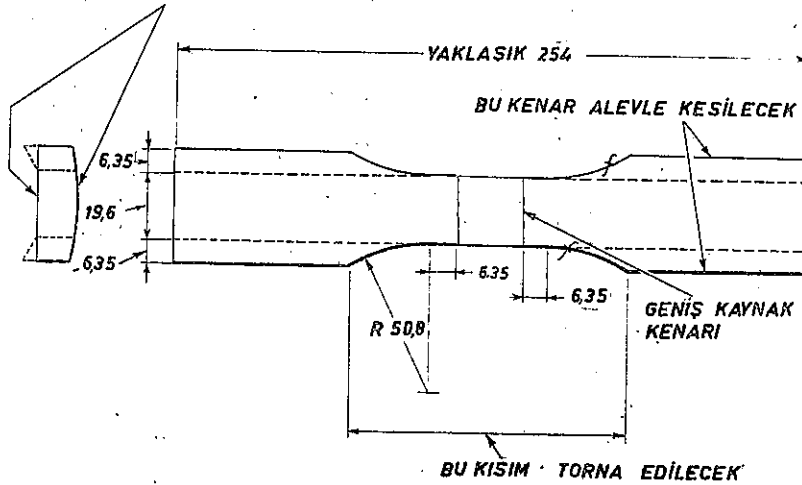 YAKLAŞIK 254
BU KENAR ALEVLE KESİLECEK
6,35
19,6
6,35
6.35
6,35
R 50,8
GENİŞ KAYNAK
KENARI
BU KISIM TORNA EDİLECEK